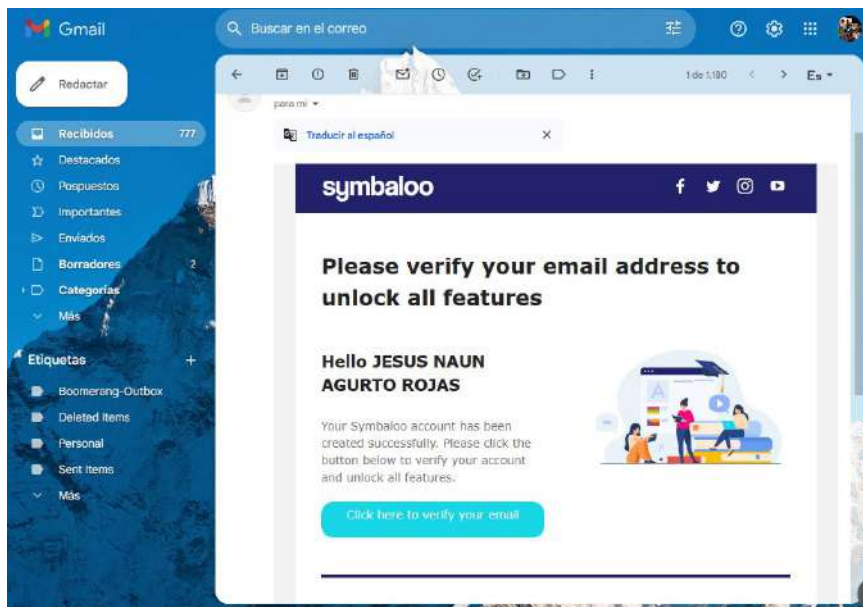 Gmail
Buscar en el correo
Redactar
1 de 1,180
Es
Recibidos 777
Destacados
Pospuestos
Importantes
Enviados
Borradores 2
Categorías
Más
Etiquetas
Boomerang-Outbox
Deleted Items
Personal
Sent Items
Más
para mí
Traducir al español
symbaloo
Please verify your email address to
unlock all features
Hello JESUS NAUN
AGURTO ROJAS
Your Symbaloo account has been
created successfully. Please click the
button below to verify your account
and unlock all features.
Click here to verify your email